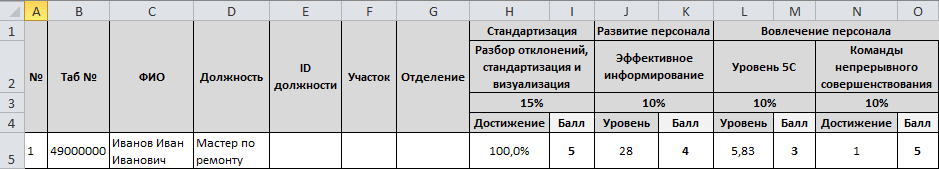 A B C D E F G H I J K L M N O
1 Стандартизация Развитие персонала Вовлечение персонала
2 № Таб № ФИО Должность ID должности Участок Отделение Разбор отклонений, стандартизация и визуализация Эффективное информирование Уровень 5С Команды непрерывного совершенствования
3 15% 10% 10% 10%
4 Достижение Балл Уровень Балл Уровень Балл Достижение Балл
5 1 49000000 Иванов Иван Иванович Мастер по ремонту 100,0% 5 28 4 5,83 3 1 5